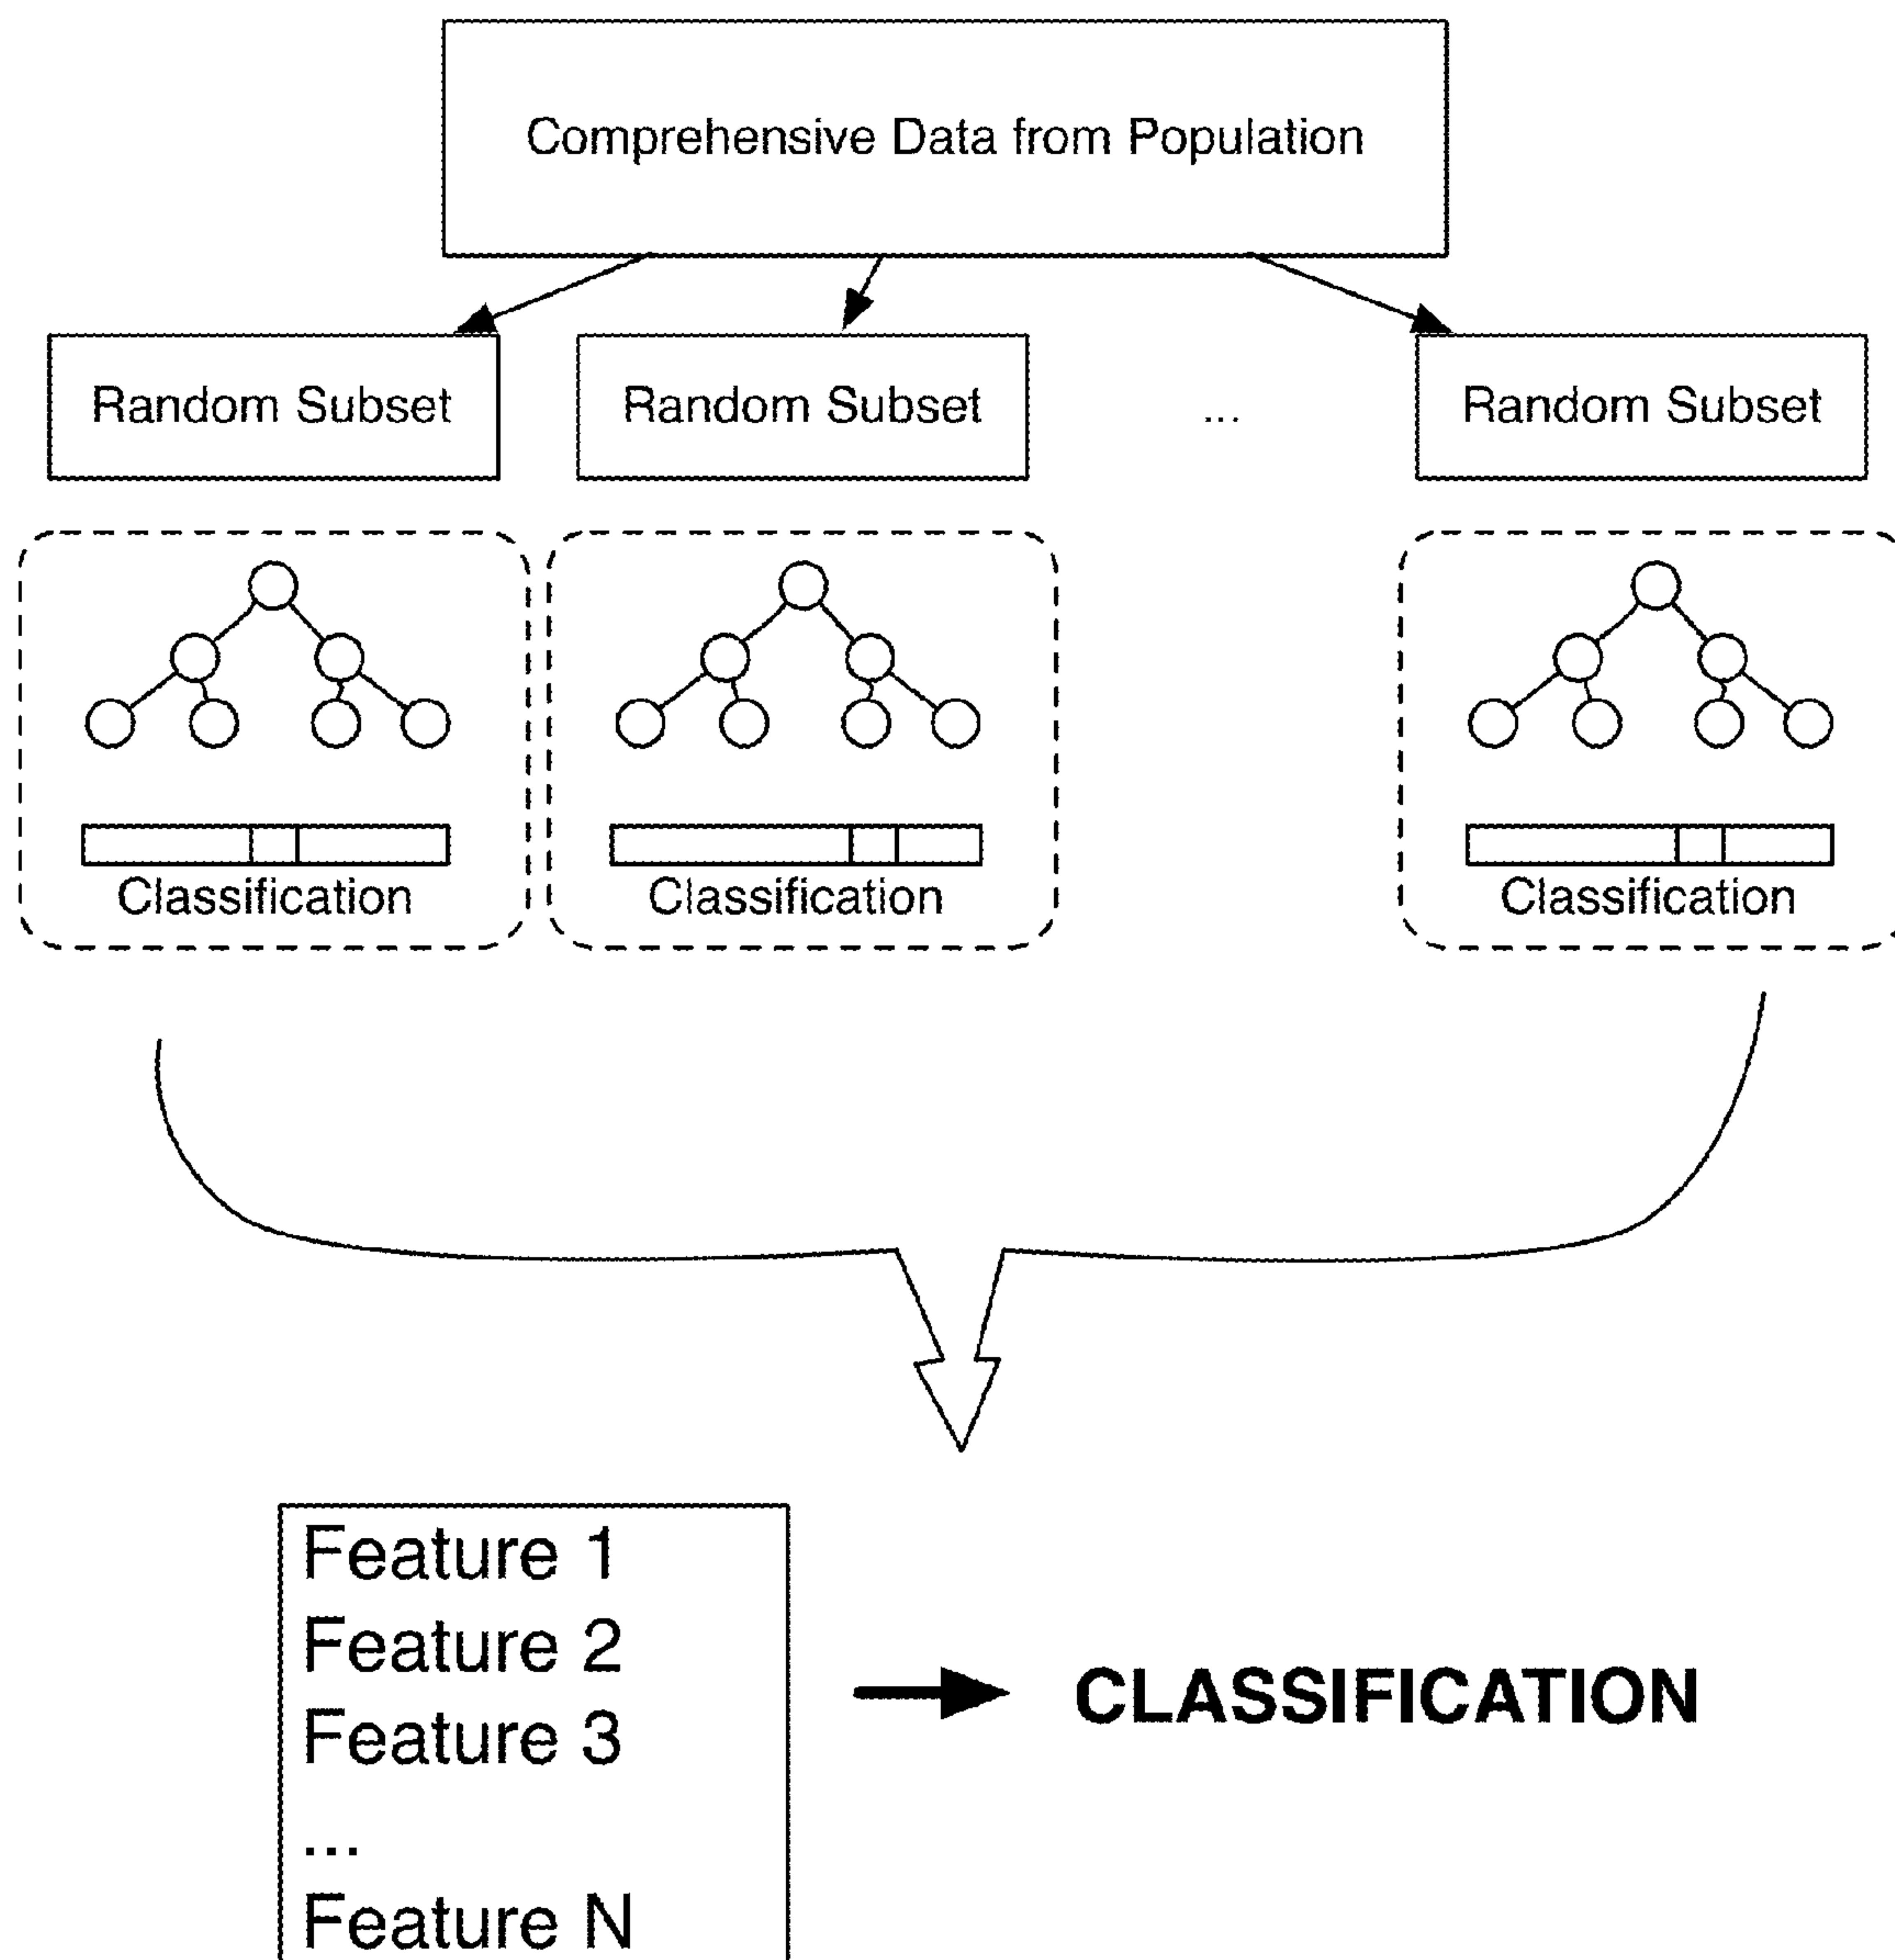 Comprehensive Data from Population
Random Subset Random Subset ... Random Subset
Classification Classification Classification
Feature 1
Feature 2
Feature 3
...
Feature N
CLASSIFICATION